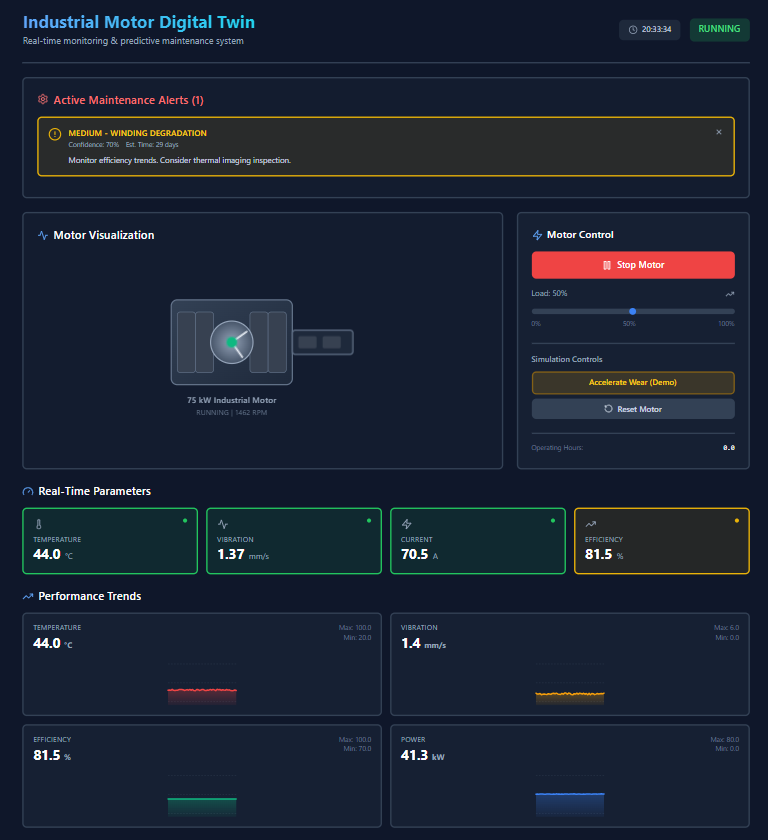 Industrial Motor Digital Twin
Real-time monitoring & predictive maintenance system
20:33:34
RUNNING
Active Maintenance Alerts (1)
MEDIUM - WINDING DEGRADATION
Confidence: 70% Est. Time: 29 days
Monitor efficiency trends. Consider thermal imaging inspection.
Motor Visualization
75 kW Industrial Motor
RUNNING | 1462 RPM
Motor Control
Stop Motor
Load: 50%
0% 50% 100%
Simulation Controls
Accelerate Wear (Demo)
Reset Motor
Operating Hours: 0.0
Real-Time Parameters
TEMPERATURE
44.0 °C
VIBRATION
1.37 mm/s
CURRENT
70.5 A
EFFICIENCY
81.5 %
Performance Trends
TEMPERATURE
44.0 °C
Max: 100.0
Min: 20.0
VIBRATION
1.4 mm/s
Max: 6.0
Min: 0.0
EFFICIENCY
81.5 %
Max: 100.0
Min: 70.0
POWER
41.3 kW
Max: 80.0
Min: 0.0